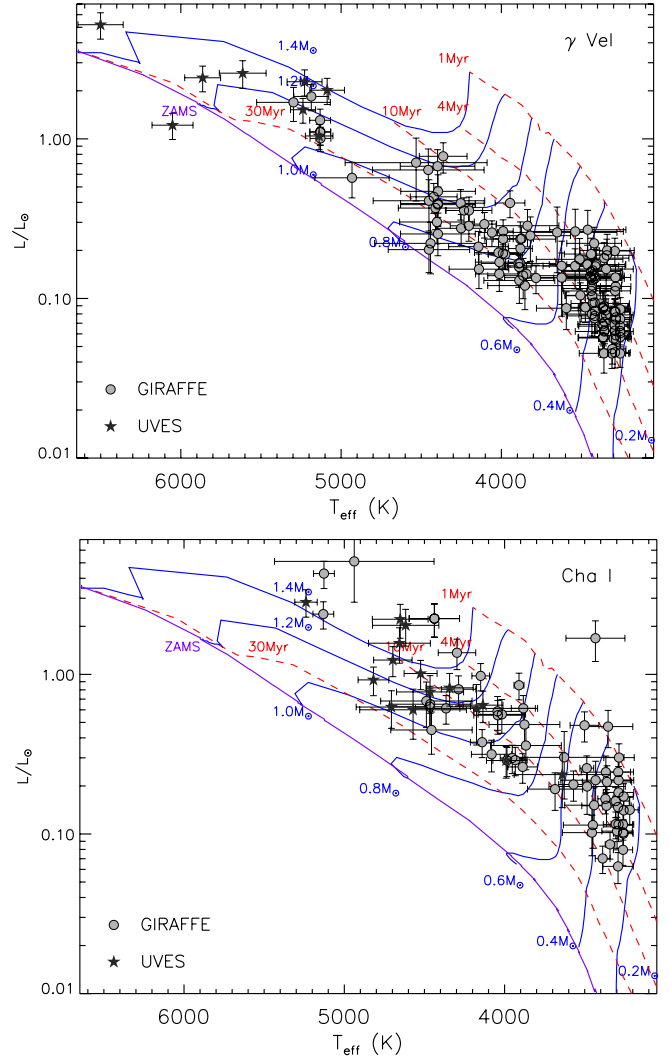 γ Vel
1.4M⊙
1Myr
1.2M⊙
ZAMS
30Myr
10Myr
4Myr
1.00
1.0M⊙
L/L⊙
0.8M⊙
0.10
0.6M⊙
GIRAFFE
0.4M⊙
UVES
0.2M⊙
0.01
6000 5000 4000
Teff (K)
Cha I
1.4M⊙
1Myr
1.2M⊙
ZAMS
30Myr
10Myr
4Myr
1.00
1.0M⊙
L/L⊙
0.8M⊙
0.10
0.6M⊙
GIRAFFE
0.4M⊙
UVES
0.2M⊙
0.01
6000 5000 4000
Teff (K)